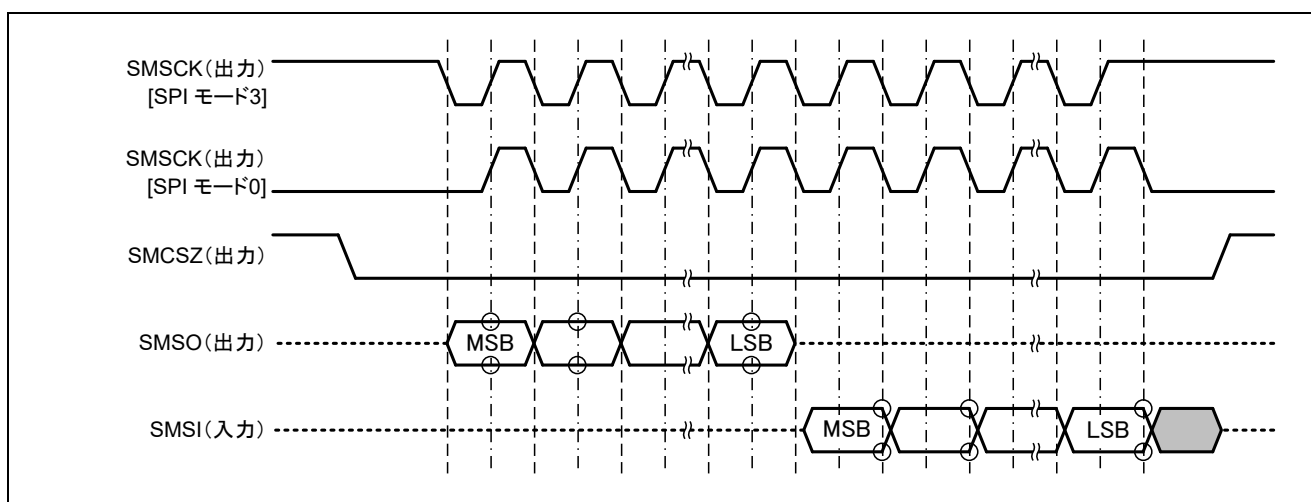 SMSCK(出力)
[SPI モード3]
SMSCK(出力)
[SPI モード0]
SMCSZ(出力)
SMSO(出力)
MSB
LSB
SMSI(入力)
MSB
LSB